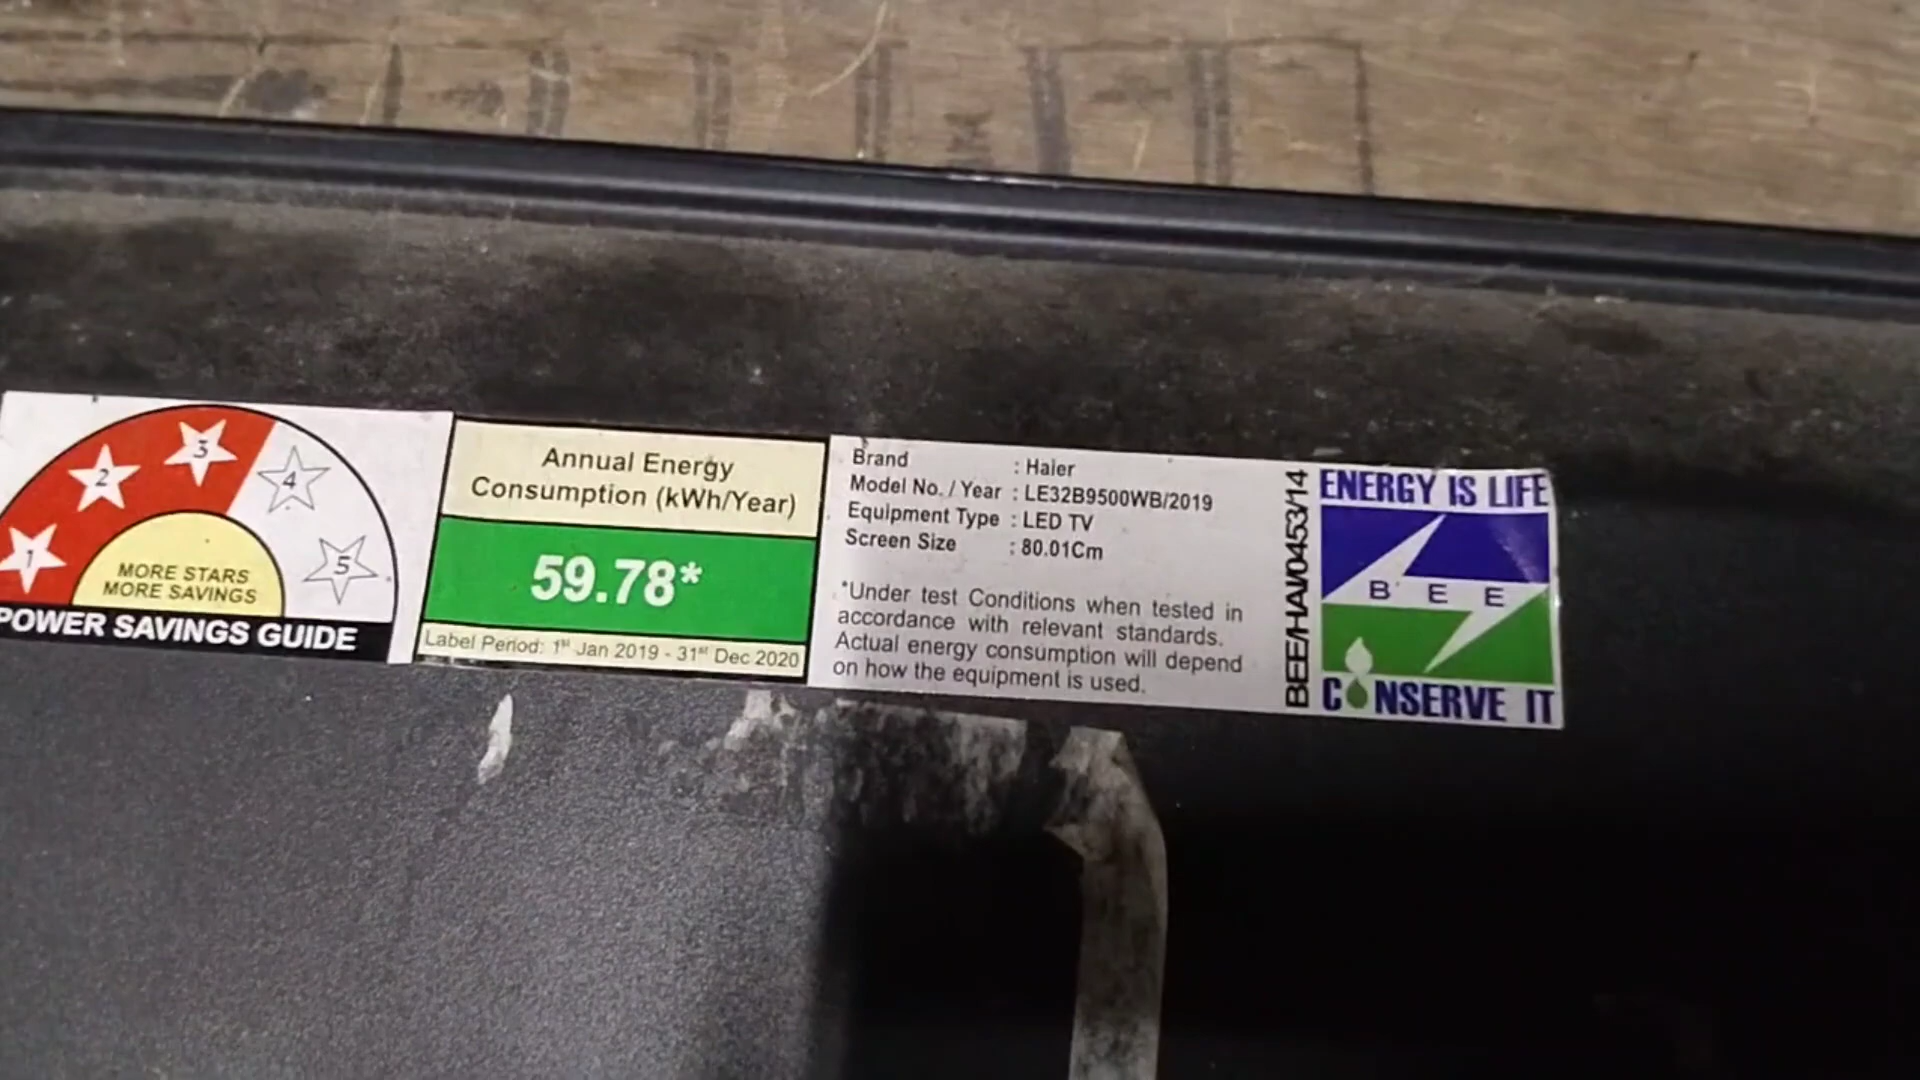 1 2 3 4 5
MORE STARS
MORE SAVINGS
POWER SAVINGS GUIDE
Annual Energy
Consumption (kWh/Year)
59.78*
Label Period: 1st Jan 2019 - 31st Dec 2020
Brand : Haier
Model No. / Year : LE32B9500WB/2019
Equipment Type : LED TV
Screen Size : 80.01Cm
*Under test Conditions when tested in
accordance with relevant standards.
Actual energy consumption will depend
on how the equipment is used.
BEE/HAI/0453/14
ENERGY IS LIFE
B E E
CONSERVE IT